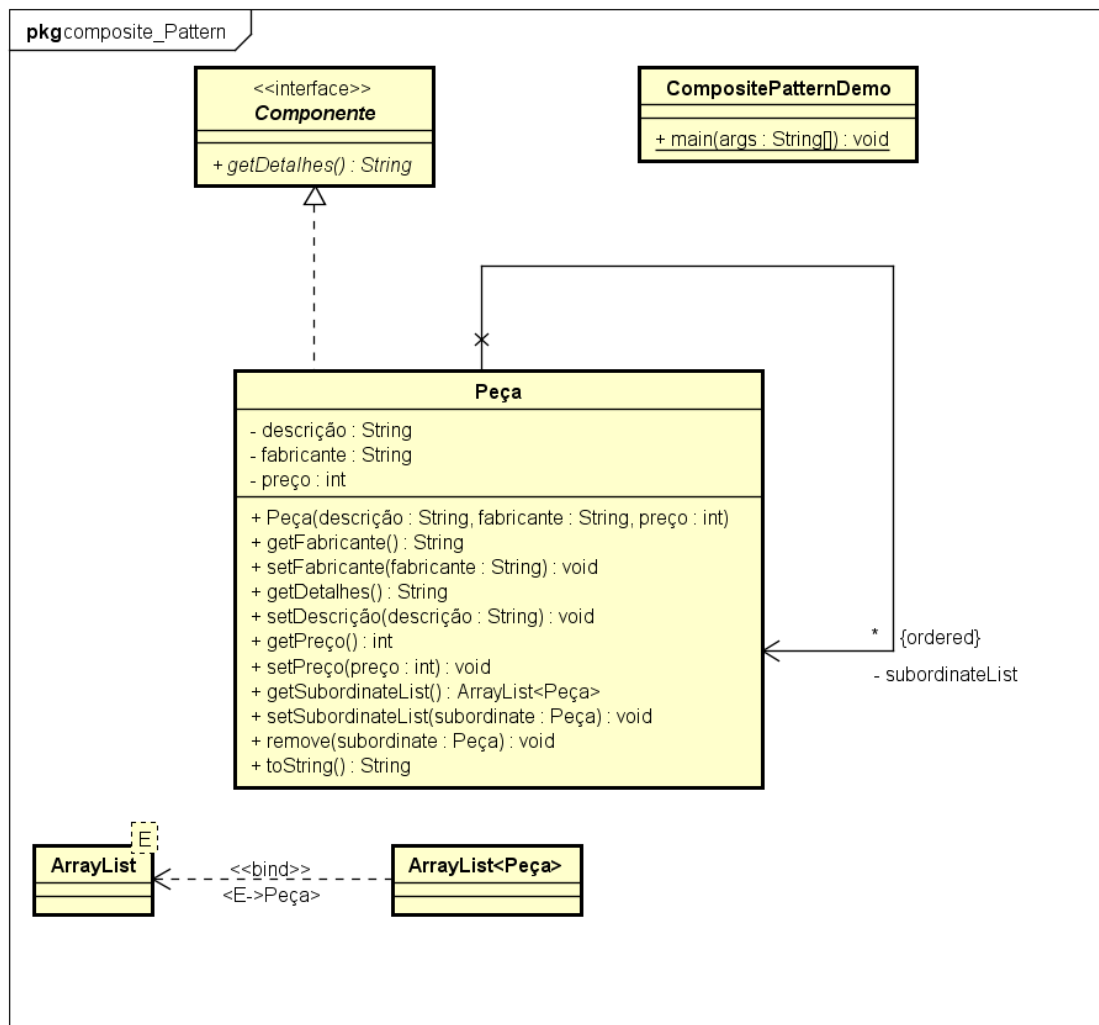 pkg composite_Pattern
<<interface>>
Componente
+ getDetalhes() : String
CompositePatternDemo
+ main(args : String[]) : void
Peça
- descrição : String
- fabricante : String
- preço : int
+ Peça(descrição : String, fabricante : String, preço : int)
+ getFabricante() : String
+ setFabricante(fabricante : String) : void
+ getDetalhes() : String
+ setDescrição(descrição : String) : void
+ getPreço() : int
+ setPreço(preço : int) : void
+ getSubordinateList() : ArrayList<Peça>
+ setSubordinateList(subordinate : Peça) : void
+ remove(subordinate : Peça) : void
+ toString() : String
* {ordered}
- subordinateList
E
ArrayList
<<bind>>
<E->Peça>
ArrayList<Peça>